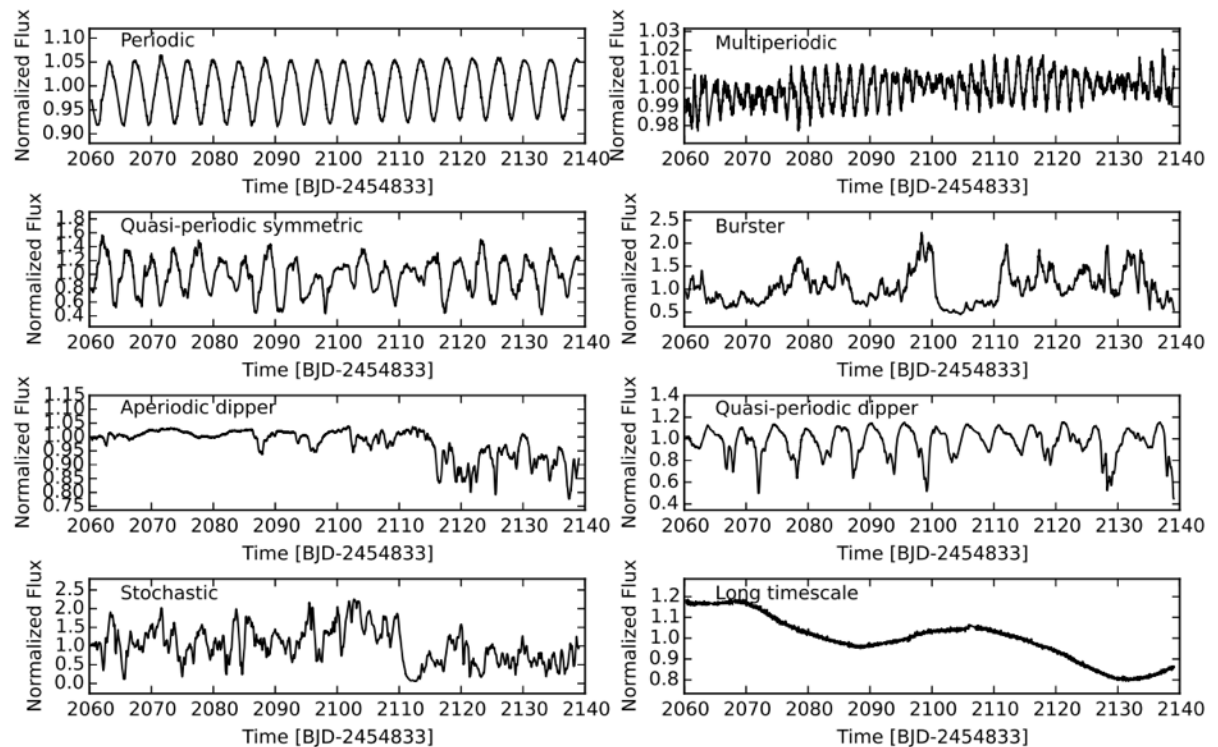 Normalized Flux
1.10
1.05
1.00
0.95
0.90
Periodic
2060 2070 2080 2090 2100 2110 2120 2130 2140
Time [BJD-2454833]
Normalized Flux
1.03
1.02
1.01
1.00
0.99
0.98
Multiperiodic
2060 2070 2080 2090 2100 2110 2120 2130 2140
Time [BJD-2454833]
Normalized Flux
1.8
1.6
1.4
1.2
1.0
0.8
0.6
0.4
Quasi-periodic symmetric
2060 2070 2080 2090 2100 2110 2120 2130 2140
Time [BJD-2454833]
Normalized Flux
2.5
2.0
1.5
1.0
0.5
Burster
2060 2070 2080 2090 2100 2110 2120 2130 2140
Time [BJD-2454833]
Normalized Flux
1.15
1.10
1.05
1.00
0.95
0.90
0.85
0.80
0.75
Aperiodic dipper
2060 2070 2080 2090 2100 2110 2120 2130 2140
Time [BJD-2454833]
Normalized Flux
1.4
1.2
1.0
0.8
0.6
0.4
Quasi-periodic dipper
2060 2070 2080 2090 2100 2110 2120 2130 2140
Time [BJD-2454833]
Normalized Flux
2.5
2.0
1.5
1.0
0.5
0.0
Stochastic
2060 2070 2080 2090 2100 2110 2120 2130 2140
Time [BJD-2454833]
Normalized Flux
1.2
1.1
1.0
0.9
0.8
Long timescale
2060 2070 2080 2090 2100 2110 2120 2130 2140
Time [BJD-2454833]